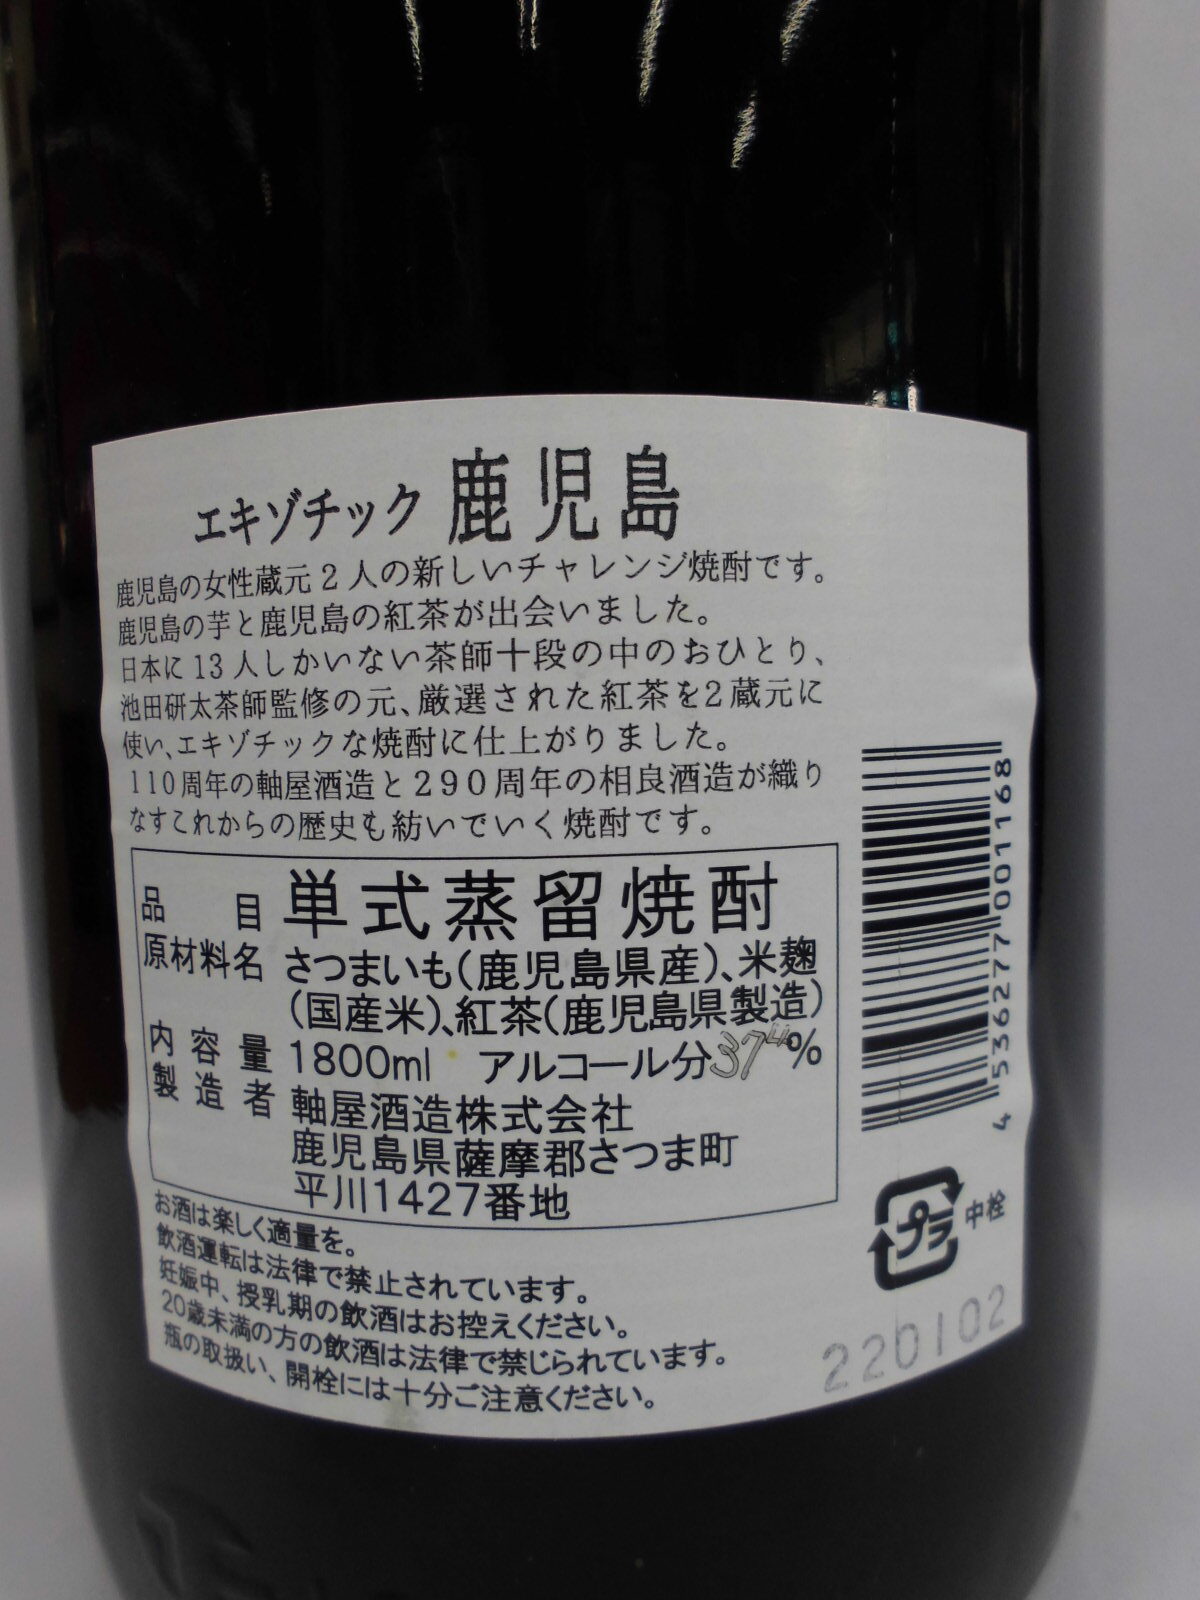 エキゾチック 鹿児島
鹿児島の女性蔵元2人の新しいチャレンジ焼酎です。
鹿児島の芋と鹿児島の紅茶が出会いました。
日本に13人しかいない茶師十段の中のおひとり、
池田研太茶師監修の元、厳選された紅茶を2蔵元に
使い、エキゾチックな焼酎に仕上がりました。
110周年の軸屋酒造と290周年の相良酒造が織り
なすこれからの歴史も紡いでいく焼酎です。
品目 単式蒸留焼酎
原材料名 さつまいも(鹿児島県産)、米麹
(国産米)、紅茶(鹿児島県製造)
内容量 1800ml アルコール分 %
製造者 軸屋酒造株式会社
鹿児島県薩摩郡さつま町
平川1427番地
お酒は楽しく適量を。
飲酒運転は法律で禁止されています。
妊娠中、授乳期の飲酒はお控えください。
20歳未満の方の飲酒は法律で禁じられています。
瓶の取扱い、開栓には十分ご注意ください。
4536277001168
プラ 中栓
220102